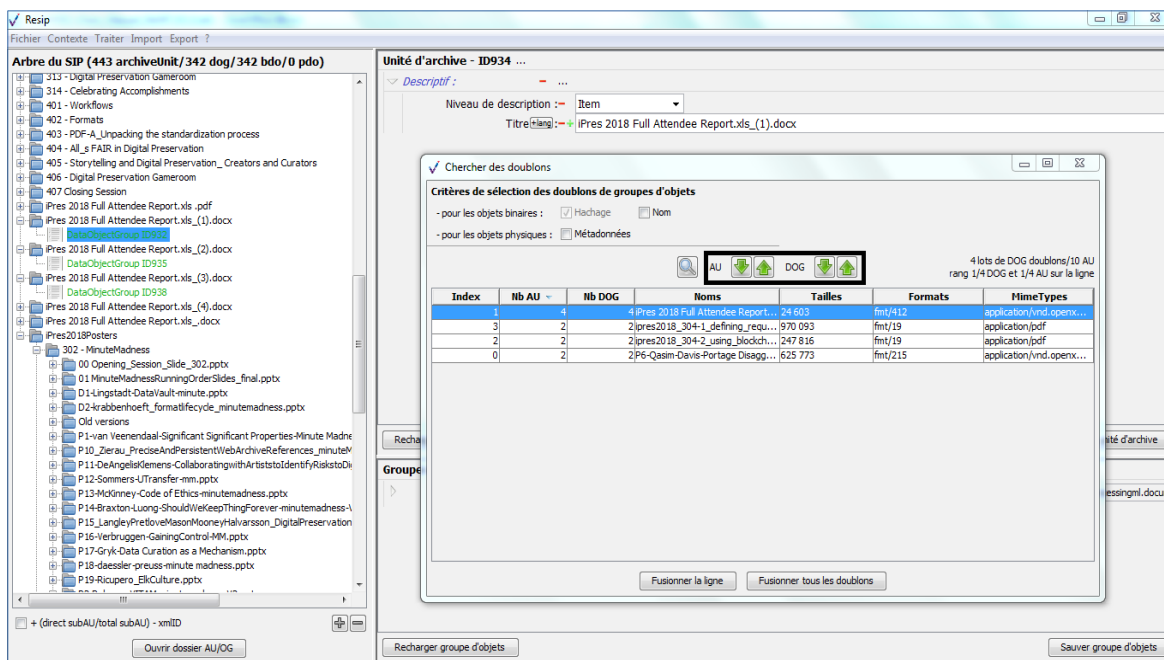 Resip
Fichier Contexte Traiter Import Export ?
Arbre du SIP (443 archiveUnit/342 dog/342 bdo/0 pdo)
313 - Digital Preservation Gameroom
314 - Celebrating Accomplishments
401 - Workflows
402 - Formats
403 - PDF-A_Unpacking the standardization process
404 - All_s FAIR in Digital Preservation
405 - Storytelling and Digital Preservation_ Creators and Curators
406 - Digital Preservation Gameroom
407 Closing Session
iPres 2018 Full Attendee Report.xls .pdf
iPres 2018 Full Attendee Report.xls_(1).docx
DataObjectGroup ID932
iPres 2018 Full Attendee Report.xls_(2).docx
DataObjectGroup ID935
iPres 2018 Full Attendee Report.xls_(3).docx
DataObjectGroup ID938
iPres 2018 Full Attendee Report.xls_(4).docx
iPres 2018 Full Attendee Report.xls_.docx
iPres2018Posters
302 - MinuteMadness
00 Opening_Session_Slide_302.pptx
01 MinuteMadnessRunningOrderSlides_final.pptx
D1-Lingstadt-DataVault-minute.pptx
D2-krabbenhoeft_formatlifecycle_minutemadness.pptx
Old versions
P1-van Veenendaal-Significant Significant Properties-Minute Madne
P10_Zierau_PreciseAndPersistentWebArchiveReferences_minuteM
P11-DeAngelisKlemens-CollaboratingwithArtiststoIdentifyRiskstoDi
P12-Sommers-UTransfer-mm.pptx
P13-McKinney-Code of Ethics-minutemadness.pptx
P14-Braxton-Luong-ShouldWeKeepThingForever-minutemadness-V
P15_LangleyPretloveMasonMooneyHalvarsson_DigitalPreservation
P16-Verbruggen-GainingControl-MM.pptx
P17-Gryk-Data Curation as a Mechanism.pptx
P18-daessler-preuss-minute madness.pptx
P19-Ricupero_ElkCulture.pptx
+ (direct subAU/total subAU) - xmlID
Ouvrir dossier AU/OG
Unité d'archive - ID934 ...
Descriptif : - ...
Niveau de description :- Item
Titre +lang :-+ iPres 2018 Full Attendee Report.xls_(1).docx
Chercher des doublons
Critères de sélection des doublons de groupes d'objets
- pour les objets binaires : Hachage Nom
- pour les objets physiques : Métadonnées
AU DOG
4 lots de DOG doublons/10 AU
rang 1/4 DOG et 1/4 AU sur la ligne
Index Nb AU Nb DOG Noms Tailles Formats MimeTypes
1 4 4 iPres 2018 Full Attendee Report... 24 603 fmt/412 application/vnd.openx...
3 2 2 ipres2018_304-1_defining_requ... 970 093 fmt/19 application/pdf
2 2 2 ipres2018_304-2_using_blockch... 247 816 fmt/19 application/pdf
0 2 2 P6-Qasim-Davis-Portage Disagg... 625 773 fmt/215 application/vnd.openx...
Fusionner la ligne Fusionner tous les doublons
Recha
ité d'archive
Groupe
essingml.docu
Recharger groupe d'objets
Sauver groupe d'objets